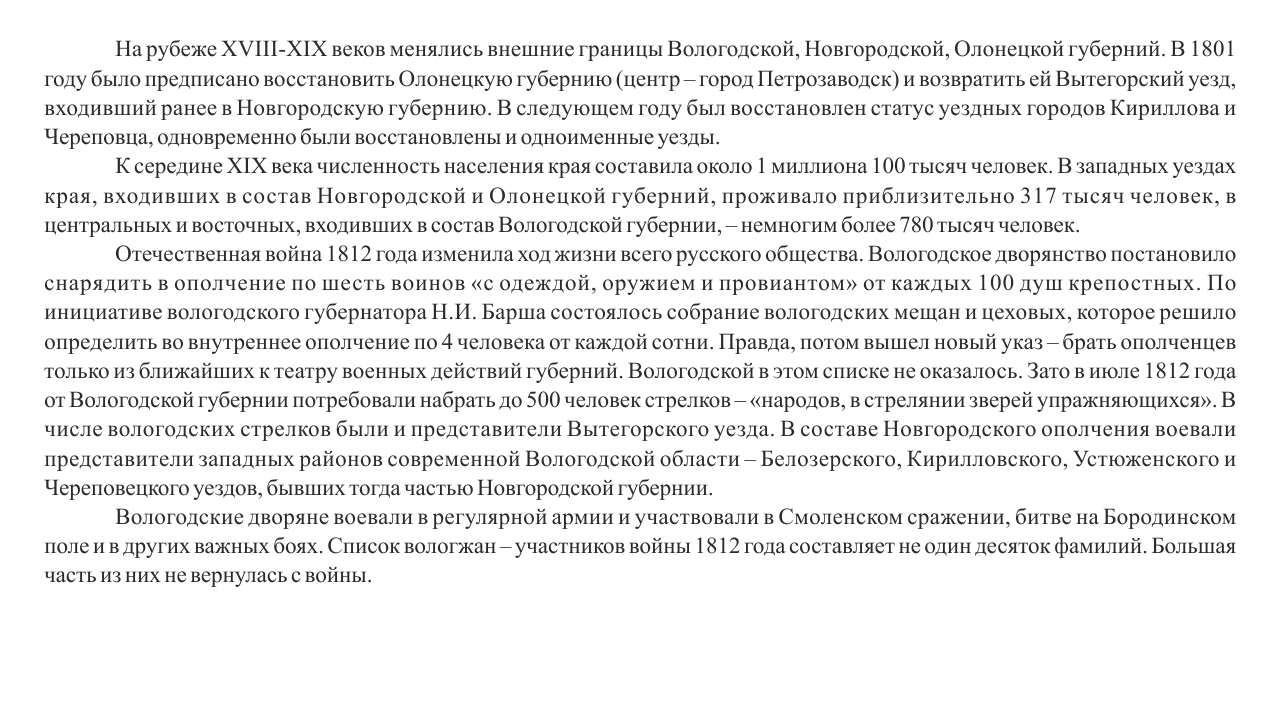 На рубеже XVIII-XIX веков менялись внешние границы Вологодской, Новгородской, Олонецкой губерний. В 1801
году было предписано восстановить Олонецкую губернию (центр – город Петрозаводск) и возвратить ей Вытегорский уезд,
входивший ранее в Новгородскую губернию. В следующем году был восстановлен статус уездных городов Кириллова и
Череповца, одновременно были восстановлены и одноименные уезды.
К середине XIX века численность населения края составила около 1 миллиона 100 тысяч человек. В западных уездах
края, входивших в состав Новгородской и Олонецкой губерний, проживало приблизительно 317 тысяч человек, в
центральных и восточных, входивших в состав Вологодской губернии, – немногим более 780 тысяч человек.
Отечественная война 1812 года изменила ход жизни всего русского общества. Вологодское дворянство постановило
снарядить в ополчение по шесть воинов «с одеждой, оружием и провиантом» от каждых 100 душ крепостных. По
инициативе вологодского губернатора Н.И. Барша состоялось собрание вологодских мещан и цеховых, которое решило
определить во внутреннее ополчение по 4 человека от каждой сотни. Правда, потом вышел новый указ – брать ополченцев
только из ближайших к театру военных действий губерний. Вологодской в этом списке не оказалось. Зато в июле 1812 года
от Вологодской губернии потребовали набрать до 500 человек стрелков – «народов, в стрелянии зверей упражняющихся». В
числе вологодских стрелков были и представители Вытегорского уезда. В составе Новгородского ополчения воевали
представители западных районов современной Вологодской области – Белозерского, Кирилловского, Устюженского и
Череповецкого уездов, бывших тогда частью Новгородской губернии.
Вологодские дворяне воевали в регулярной армии и участвовали в Смоленском сражении, битве на Бородинском
поле и в других важных боях. Список вологжан – участников войны 1812 года составляет не один десяток фамилий. Большая
часть из них не вернулась с войны.